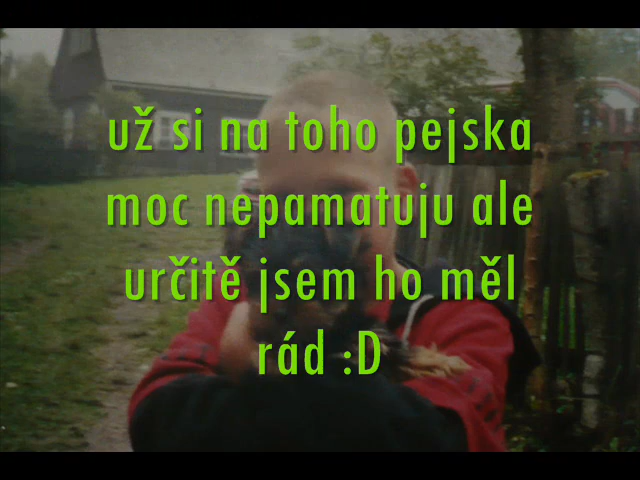 už si na toho pejska
moc nepamatuju ale
určitě jsem ho měl
rád :D